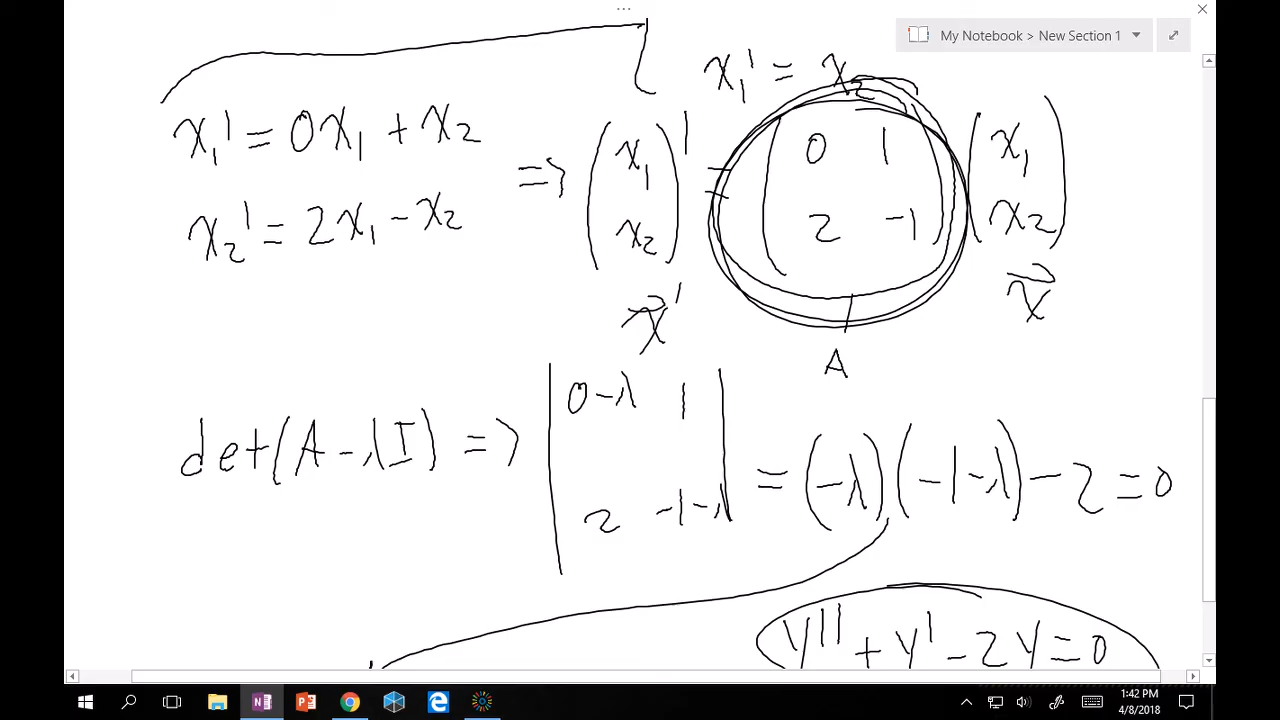 My Notebook > New Section 1
x₁' = x₂
x₁' = 0x₁ + x₂
x₂' = 2x₁ - x₂
=> (x₁ x₂)' = (0 1 2 -1) (x₁ x₂)
x⃗' x⃗
A
det(A - λI) => |0-λ 1 2 -1-λ| = (-λ)(-1-λ) - 2 = 0
y'' + y' - 2y = 0
1:42 PM
4/8/2018